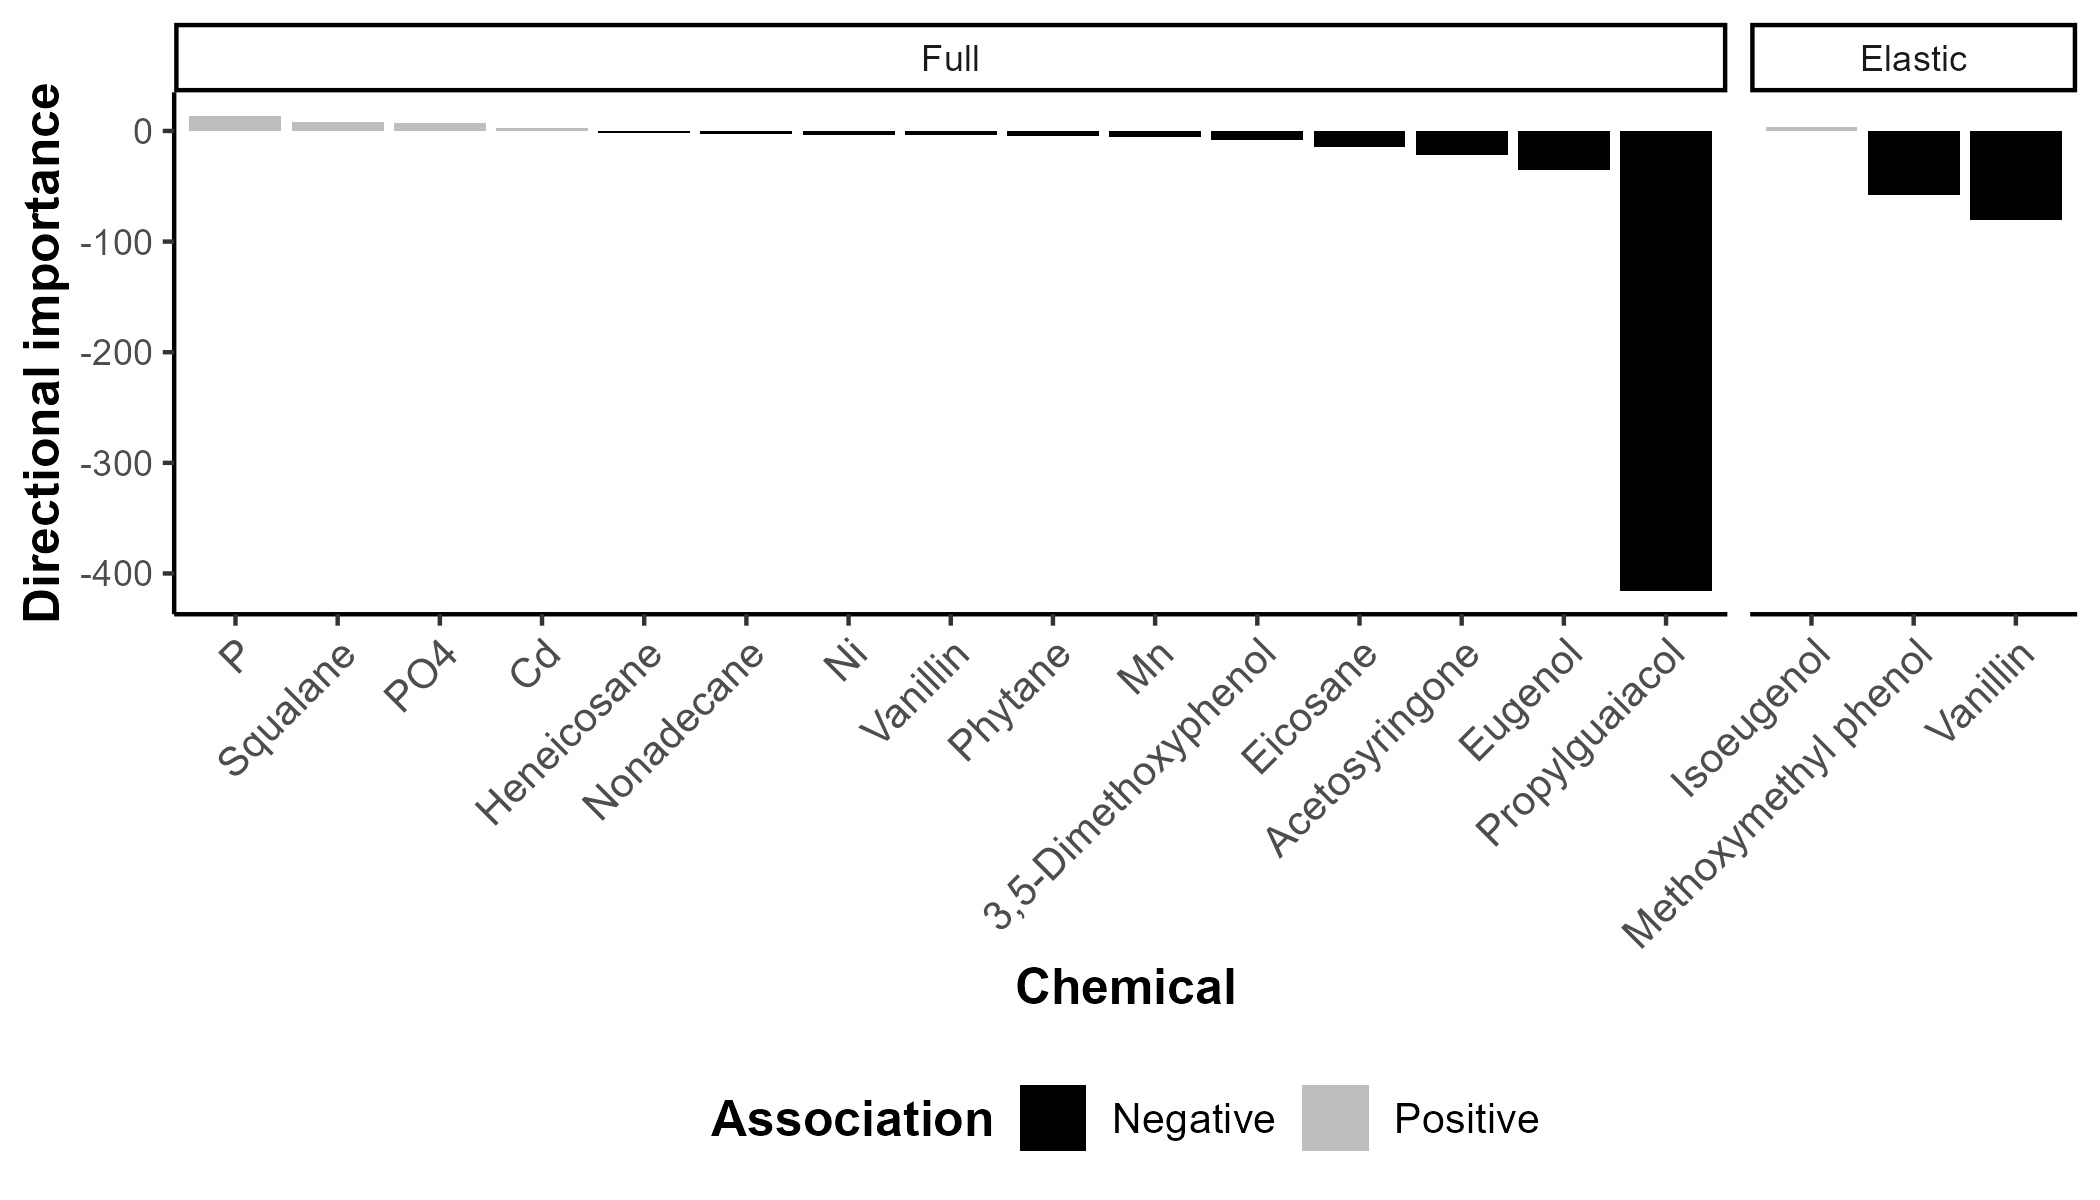 Full
Elastic
Directional importance
0
-100
-200
-300
-400
P
Squalane
PO4
Cd
Heneicosane
Nonadecane
Ni
Vanillin
Phytane
Mn
3,5-Dimethoxyphenol
Eicosane
Acetosyringone
Eugenol
Propylguaiacol
Isoeugenol
Methoxymethyl phenol
Vanillin
Chemical
Association Negative Positive